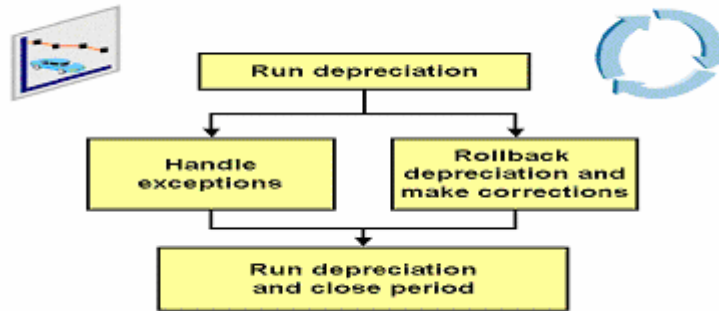 Run depreciation
Handle
exceptions
Rollback
depreciation and
make corrections
Run depreciation
and close period